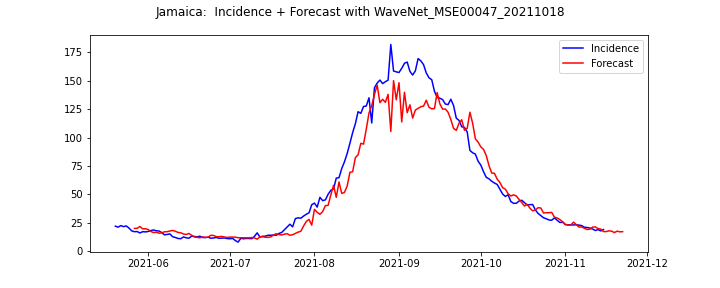 Jamaica:  Incidence + Forecast with WaveNet_MSE00047_20211018
Incidence
Forecast
175
150
125
100
75
50
25
0
2021-06 2021-07 2021-08 2021-09 2021-10 2021-11 2021-12